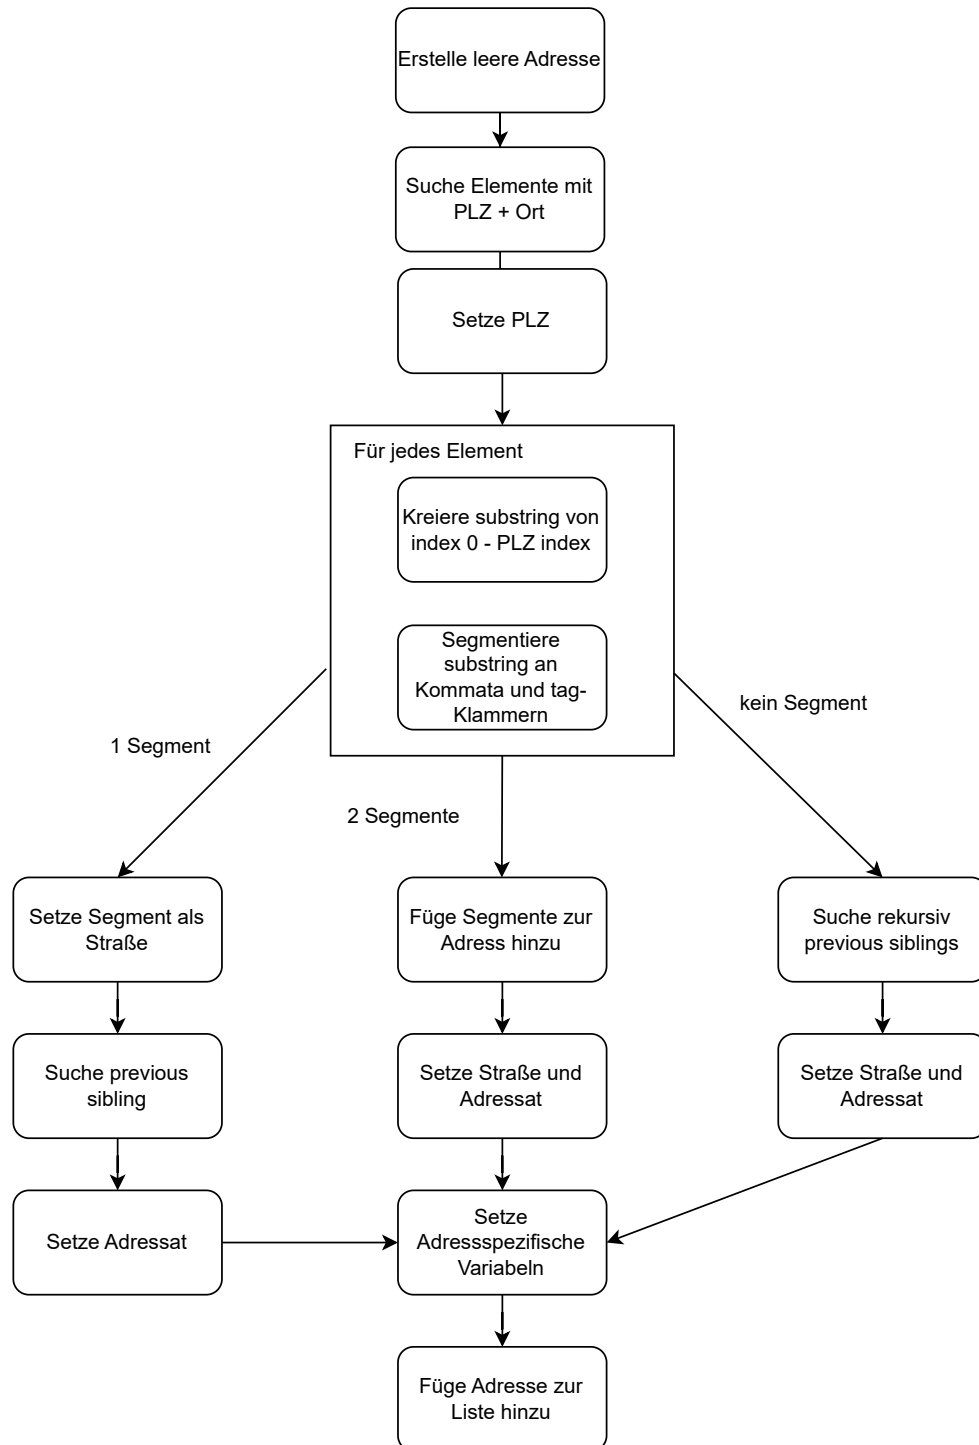 Erstelle leere Adresse
Suche Elemente mit
PLZ + Ort
Setze PLZ
Für jedes Element
Kreiere substring von
index 0 - PLZ index
Segmentiere
substring an
Kommata und tag-
Klammern
kein Segment
1 Segment
2 Segmente
Setze Segment als
Straße
Füge Segmente zur
Adress hinzu
Suche rekursiv
previous siblings
Suche previous
sibling
Setze Straße und
Adressat
Setze Straße und
Adressat
Setze Adressat
Setze
Adressspezifische
Variabeln
Füge Adresse zur
Liste hinzu